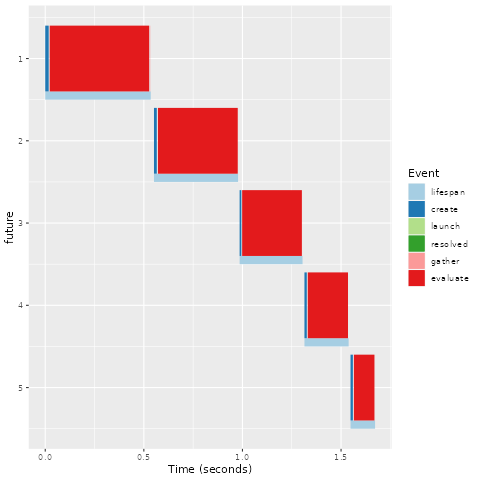 1
2
3
4
5
future
0.0 0.5 1.0 1.5
Time (seconds)
Event
lifespan
create
launch
resolved
gather
evaluate